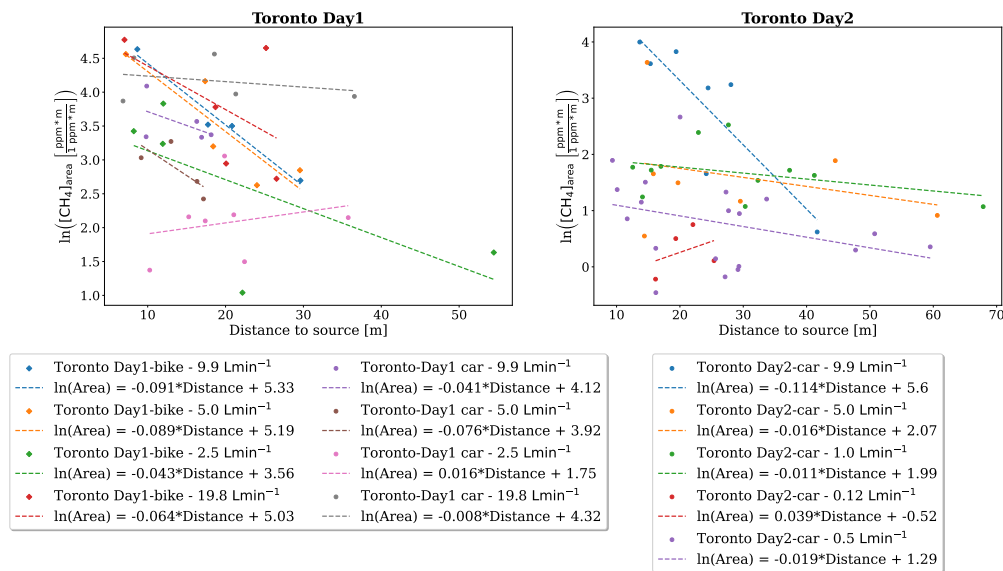 Toronto Day1
ln([CH₄]area [ppm*m / 1 ppm*m])
4.5
4.0
3.5
3.0
2.5
2.0
1.5
1.0
10
20
30
40
50
Distance to source [m]
Toronto Day2
ln([CH₄]area [ppm*m / 1 ppm*m])
4
3
2
1
0
10
20
30
40
50
60
70
Distance to source [m]
Toronto Day1-bike - 9.9 Lmin⁻¹
ln(Area) = -0.091*Distance + 5.33
Toronto Day1-bike - 5.0 Lmin⁻¹
ln(Area) = -0.089*Distance + 5.19
Toronto Day1-bike - 2.5 Lmin⁻¹
ln(Area) = -0.043*Distance + 3.56
Toronto Day1-bike - 19.8 Lmin⁻¹
ln(Area) = -0.064*Distance + 5.03
Toronto-Day1 car - 9.9 Lmin⁻¹
ln(Area) = -0.041*Distance + 4.12
Toronto-Day1 car - 5.0 Lmin⁻¹
ln(Area) = -0.076*Distance + 3.92
Toronto-Day1 car - 2.5 Lmin⁻¹
ln(Area) = 0.016*Distance + 1.75
Toronto-Day1 car - 19.8 Lmin⁻¹
ln(Area) = -0.008*Distance + 4.32
Toronto Day2-car - 9.9 Lmin⁻¹
ln(Area) = -0.114*Distance + 5.6
Toronto Day2-car - 5.0 Lmin⁻¹
ln(Area) = -0.016*Distance + 2.07
Toronto Day2-car - 1.0 Lmin⁻¹
ln(Area) = -0.011*Distance + 1.99
Toronto Day2-car - 0.12 Lmin⁻¹
ln(Area) = 0.039*Distance + -0.52
Toronto Day2-car - 0.5 Lmin⁻¹
ln(Area) = -0.019*Distance + 1.29